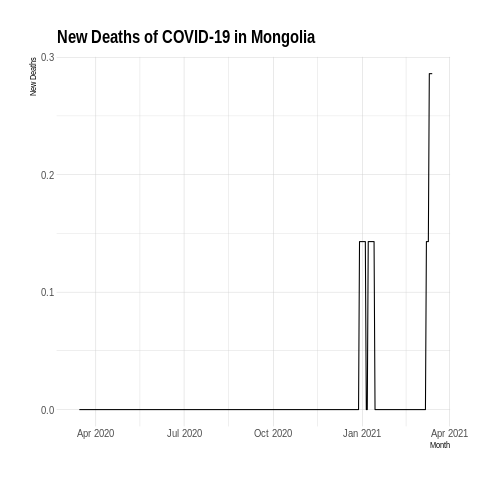 New Deaths of COVID-19 in Mongolia
New Deaths
0.3
0.2
0.1
0.0
Apr 2020 Jul 2020 Oct 2020 Jan 2021 Apr 2021
Month